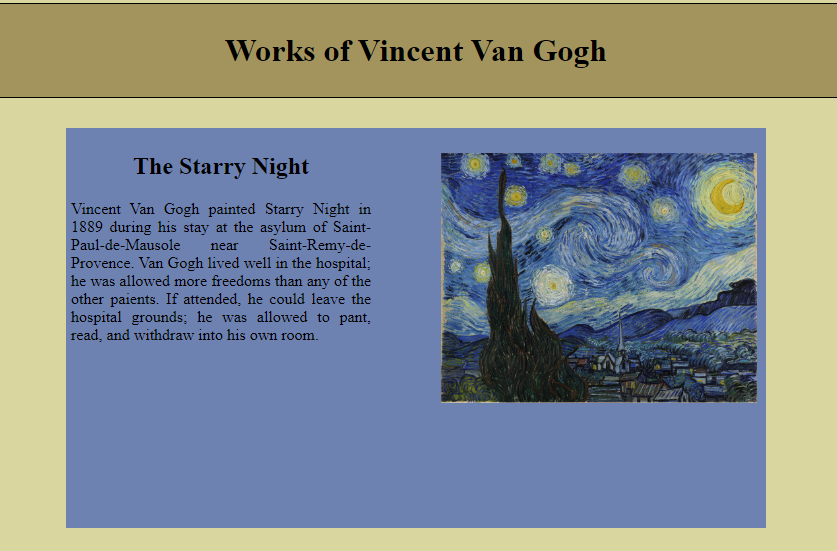 Works of Vincent Van Gogh
The Starry Night
Vincent Van Gogh painted Starry Night in
1889 during his stay at the asylum of Saint-
Paul-de-Mausole near Saint-Remy-de-
Provence. Van Gogh lived well in the hospital;
he was allowed more freedoms than any of the
other paients. If attended, he could leave the
hospital grounds; he was allowed to pant,
read, and withdraw into his own room.